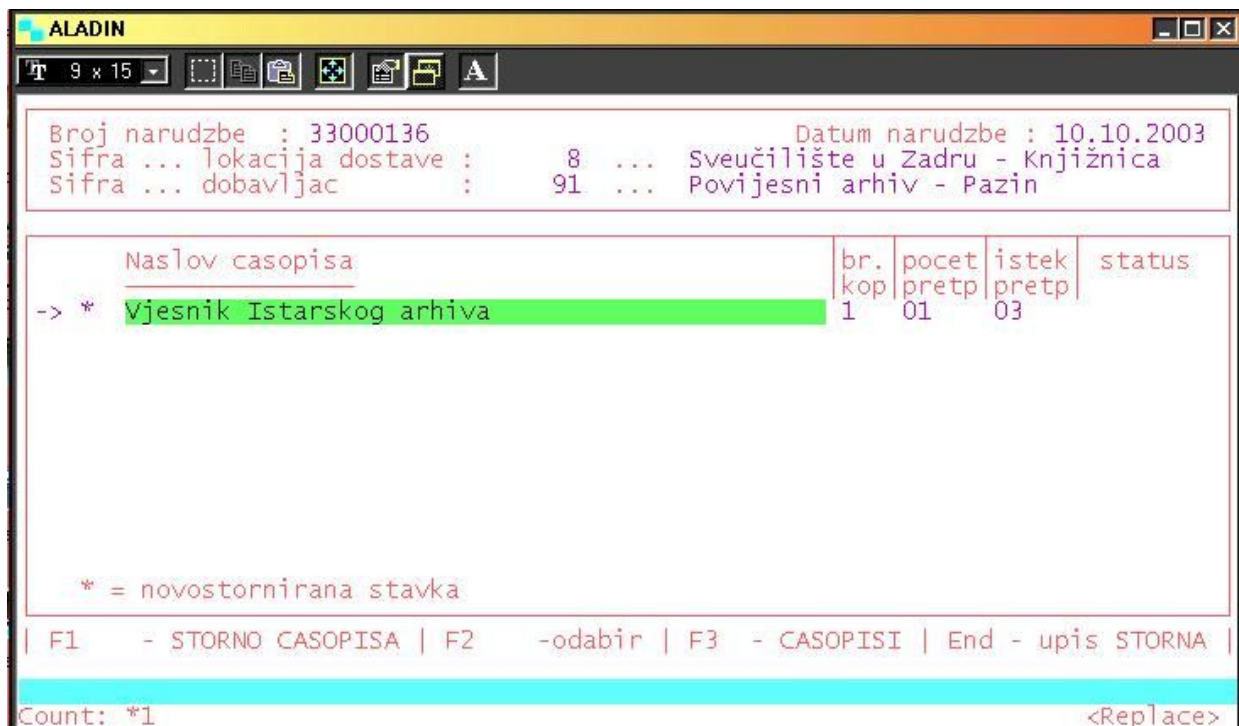 ALADIN
9 x 15 A
Broj narudzbe : 33000136 Datum narudzbe : 10.10.2003
Sifra ... lokacija dostave : 8 ... Sveučilište u Zadru - Knjižnica
Sifra ... dobavljac : 91 ... Povijesni arhiv - Pazin
Naslov casopisa |br.|pocet|istek| status
|kop|pretp|pretp|
-> * Vjesnik Istarskog arhiva 1 01 03
* = novostornirana stavka
| F1 - STORNO CASOPISA | F2 -odabir | F3 - CASOPISI | End - upis STORNA |
Count: *1 <Replace>